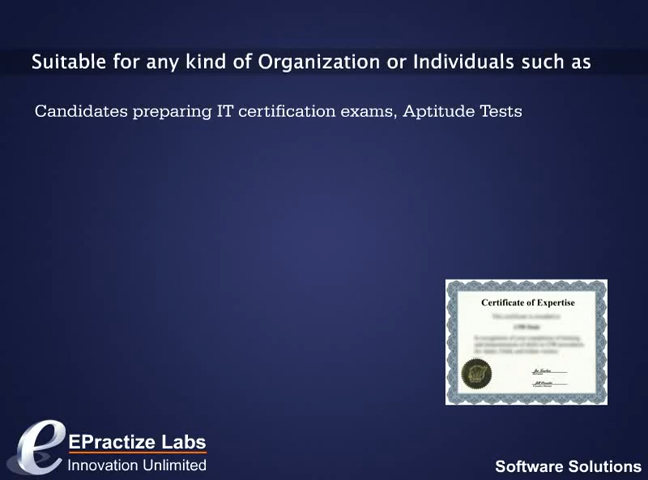 Suitable for any kind of Organization or Individuals such as
Candidates preparing IT certification exams, Aptitude Tests
Certificate of Expertise
EPractize Labs
Innovation Unlimited
Software Solutions